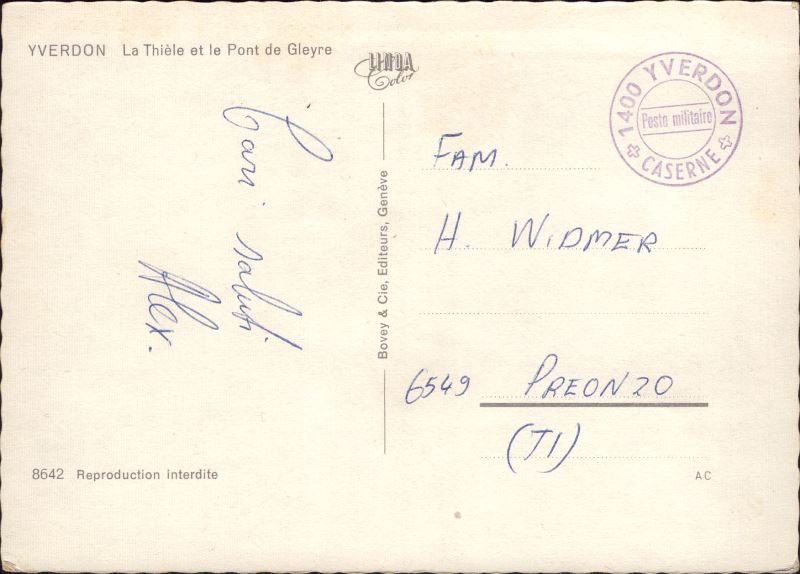 YVERDON La Thièle et le Pont de Gleyre
LINDA
Color
1400 YVERDON
Poste militaire
CASERNE
Cari saluti
Alex.
Bovey & Cie, Editeurs, Genève
FAM.
H. WIDMER
6549 PREONZO
(TI)
8642 Reproduction interdite
AC